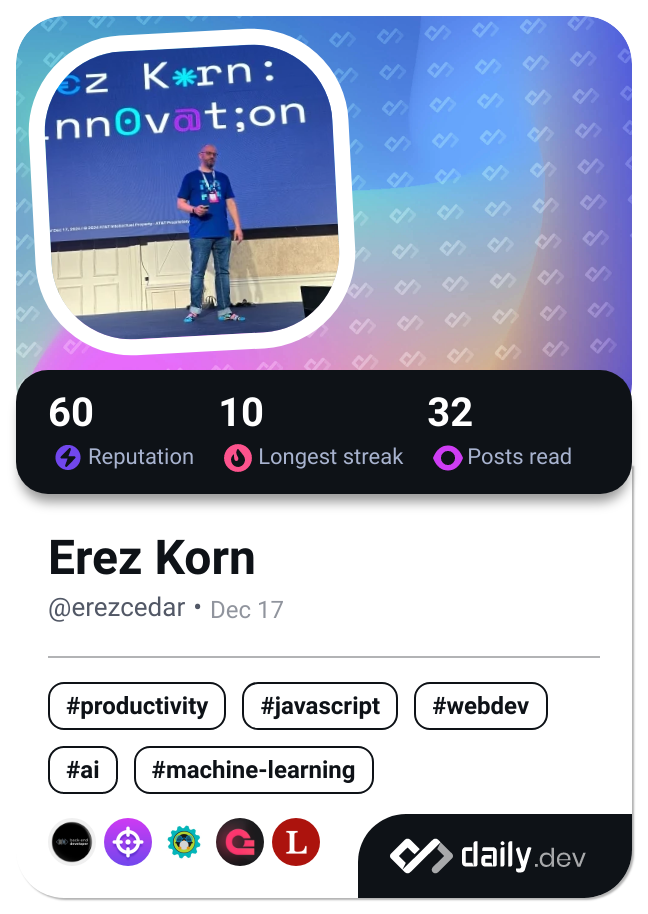 ez K*rn:
nn0v@t;on
60
10
32
Reputation
Longest streak
Posts read
Erez Korn
@erezcedar • Dec 17
#productivity
#javascript
#webdev
#ai
#machine-learning
L
daily.dev